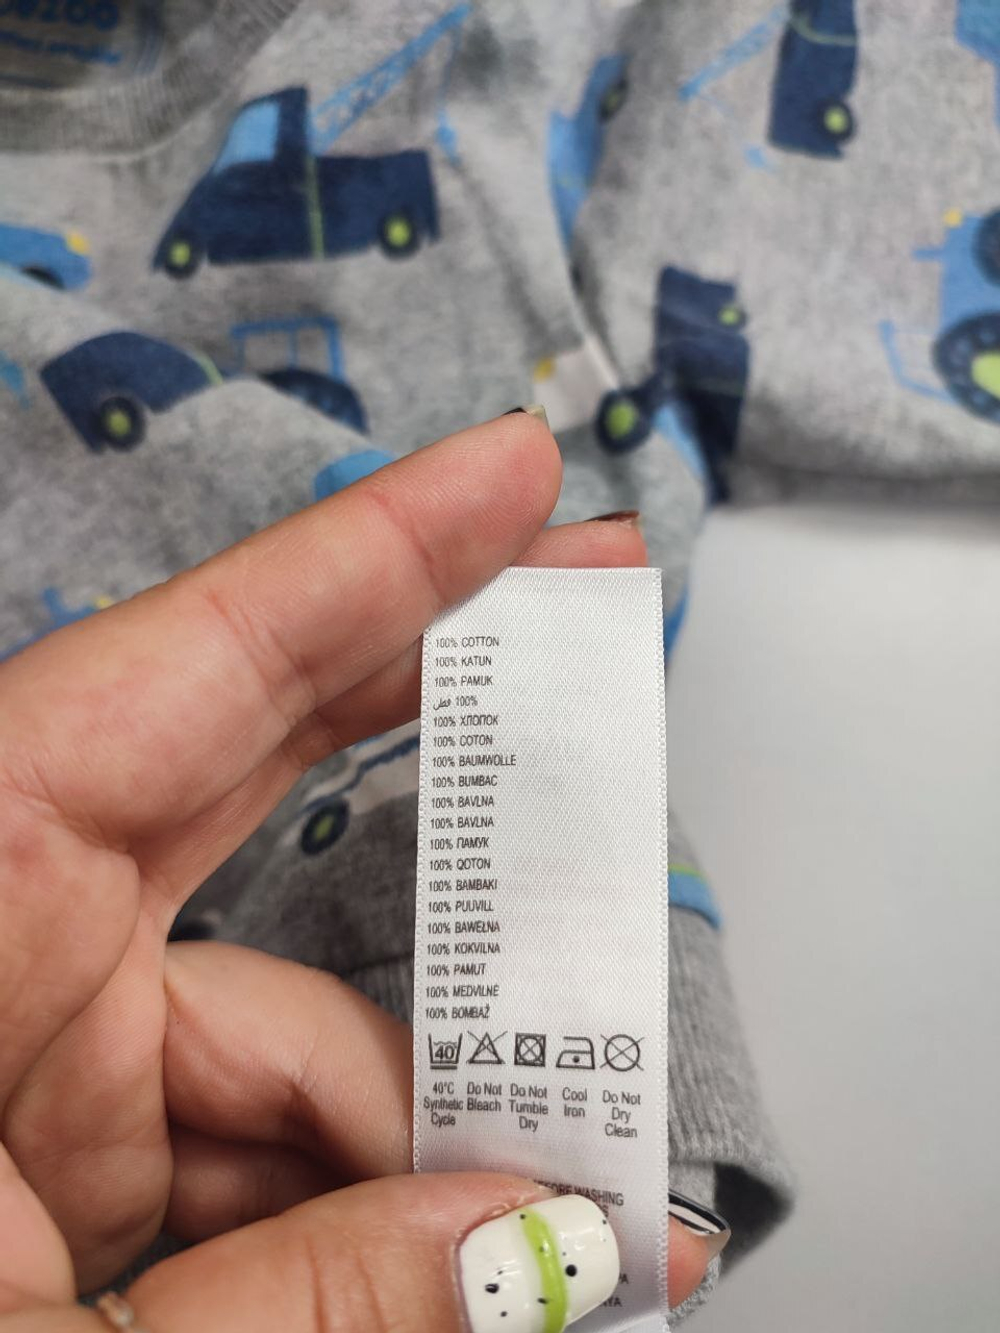 100% COTTON
100% KATUN
100% PAMUK
100% قطن
100% ХЛОПОК
100% COTON
100% BAUMWOLLE
100% BUMBAC
100% BAVLNA
100% BAVLNA
100% ПАМУК
100% QOTON
100% BAMBAKI
100% PUUVILL
100% BAWEŁNA
100% KOKVILNA
100% PAMUT
100% MEDVILNĖ
100% BOMBAŽ
40
40°C Synthetic Cycle
Do Not Bleach
Do Not Tumble Dry
Cool Iron
Do Not Dry Clean
WASHING